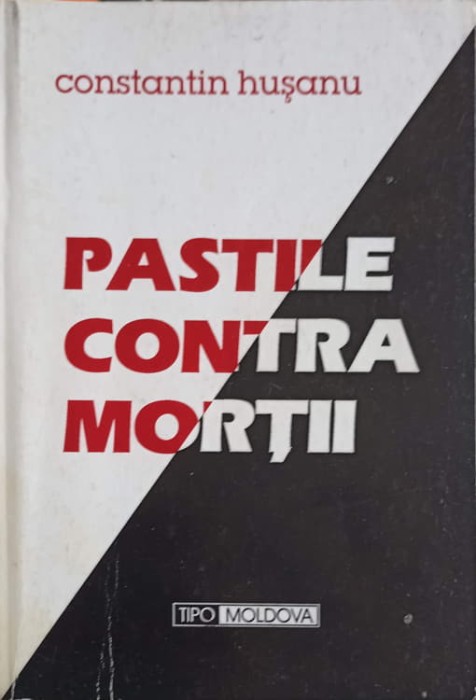 constantin hușanu
PASTILE
CONTRA
MORȚII
TIPO MOLDOVA